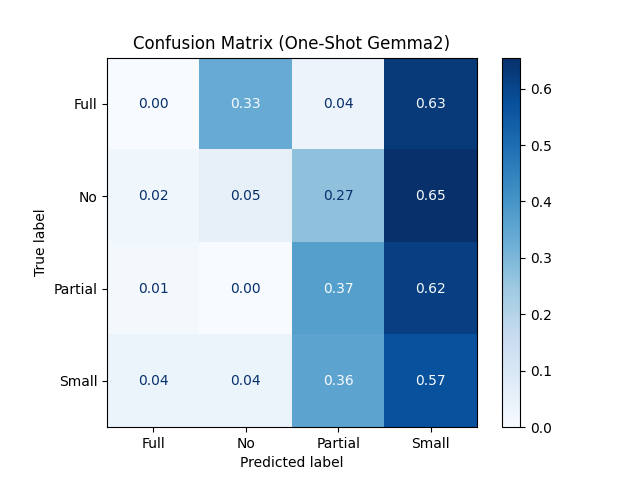 Confusion Matrix (One-Shot Gemma2)
Full 0.00 0.33 0.04 0.63
No 0.02 0.05 0.27 0.65
Partial 0.01 0.00 0.37 0.62
Small 0.04 0.04 0.36 0.57
Full No Partial Small
Predicted label
True label
0.6
0.5
0.4
0.3
0.2
0.1
0.0